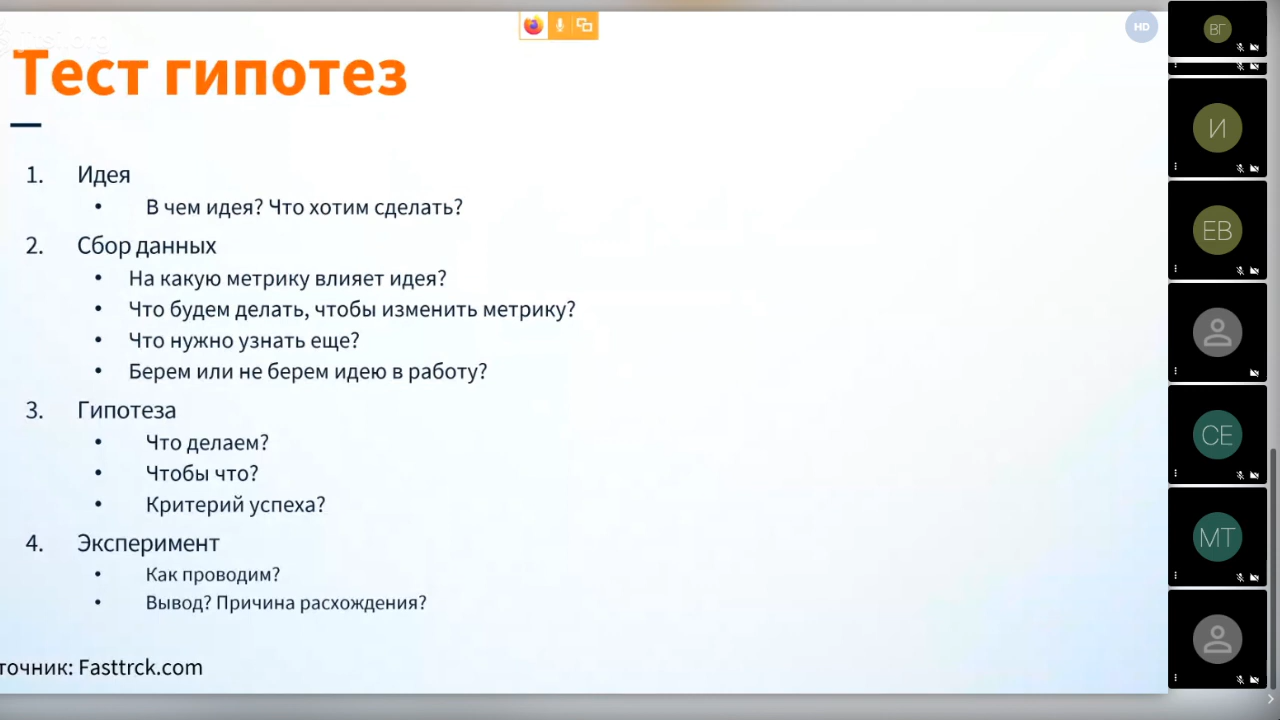 Тест гипотез
1. Идея
• В чем идея? Что хотим сделать?
2. Сбор данных
• На какую метрику влияет идея?
• Что будем делать, чтобы изменить метрику?
• Что нужно узнать еще?
• Берем или не берем идею в работу?
3. Гипотеза
• Что делаем?
• Чтобы что?
• Критерий успеха?
4. Эксперимент
• Как проводим?
• Вывод? Причина расхождения?
точник: Fasttrck.com
HD
ВГ
И
ЕВ
СЕ
МТ